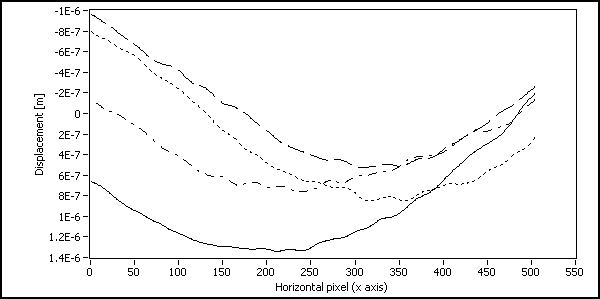 -1E-6
-8E-7
-6E-7
-4E-7
-2E-7
0
2E-7
4E-7
6E-7
8E-7
1E-6
1.2E-6
1.4E-6
Displacement [m]
0 50 100 150 200 250 300 350 400 450 500 550
Horizontal pixel (x axis)